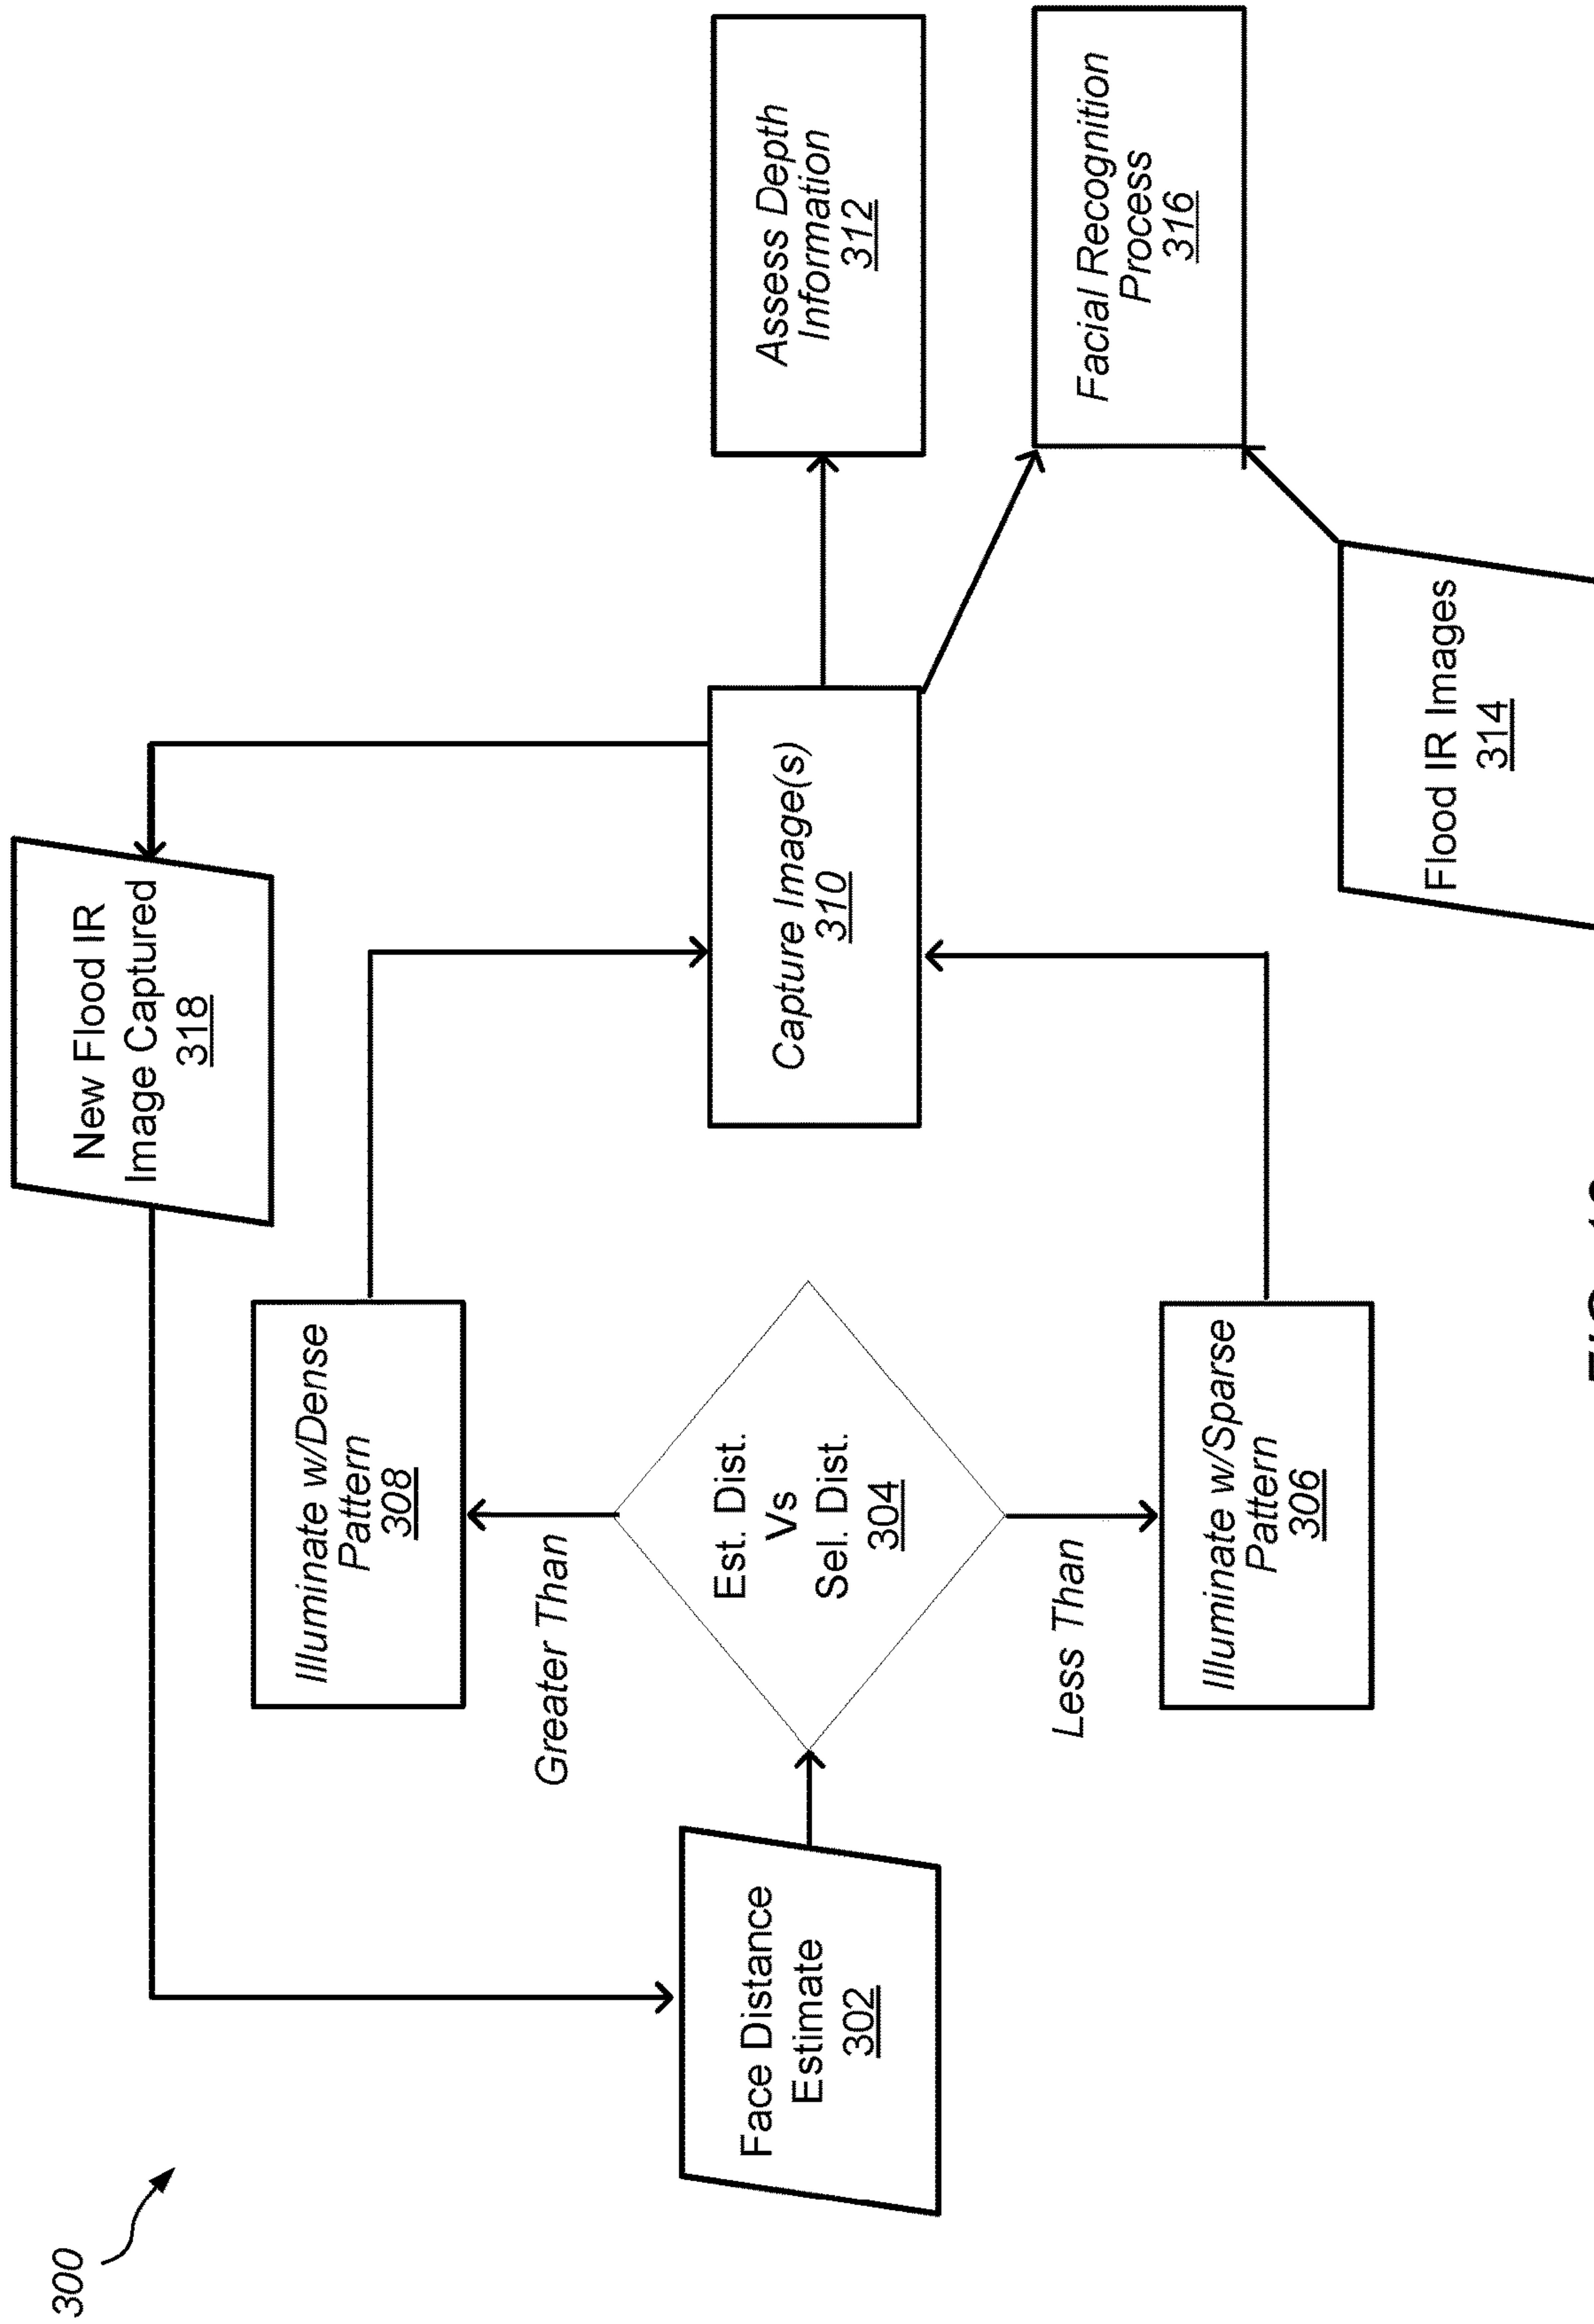 300
New Flood IR
Image Captured
318
Illuminate w/Dense
Pattern
308
Greater Than
Face Distance
Estimate
302
Est. Dist.
Vs
Sel. Dist.
304
Capture Image(s)
310
Assess Depth
Information
312
Less Than
Facial Recognition
Process
316
Illuminate w/Sparse
Pattern
306
Flood IR Images
314